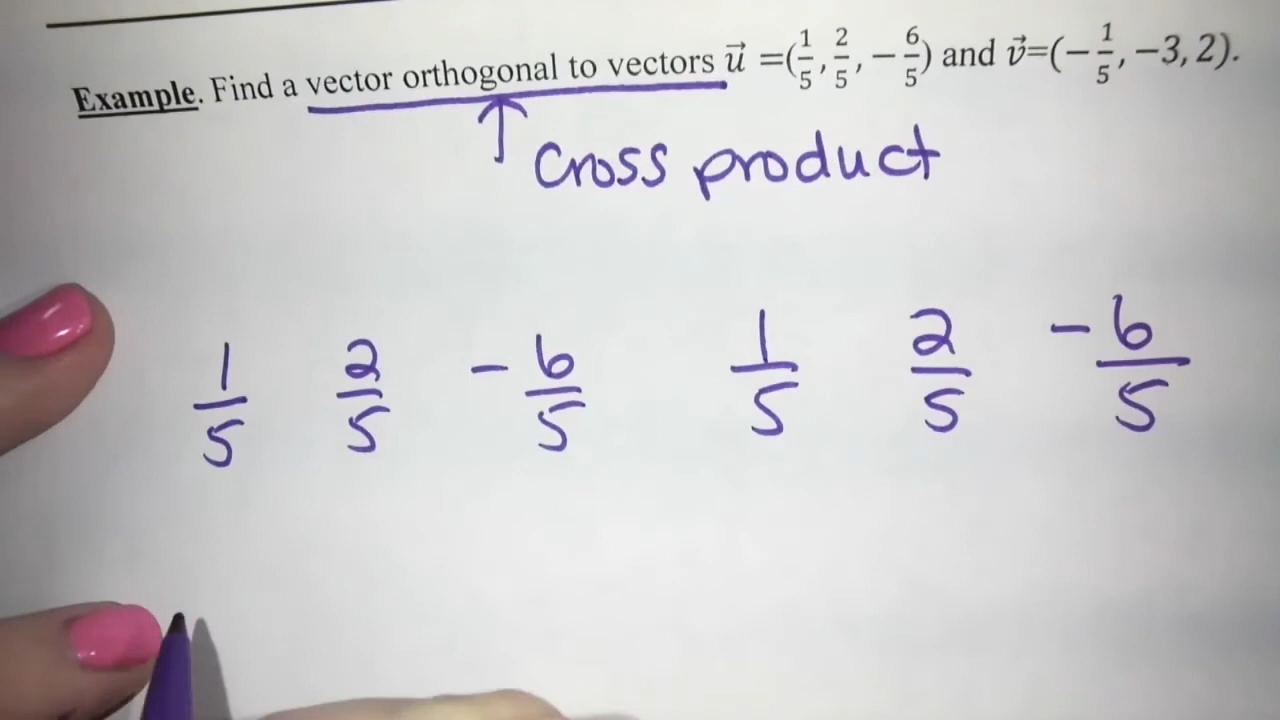 Example. Find a vector orthogonal to vectors u⃗ =(1/5, 2/5, −6/5) and v⃗=(−1/5, −3, 2).
Cross product
1/5 2/5 -6/5 1/5 2/5 -6/5